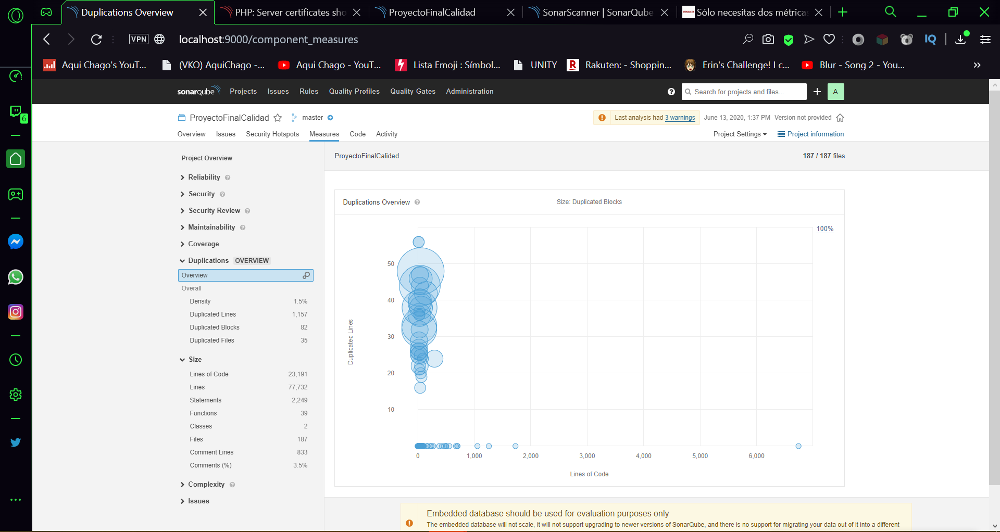 Duplications Overview
PHP: Server certificates sho
ProyectoFinalCalidad
SonarScanner | SonarQube
Sólo necesitas dos métricas
VPN
localhost:9000/component_measures
IQ
Aqui Chago's YouT...
(VKO) AquiChago -...
Aqui Chago - YouT...
Lista Emoji : Símbol...
UNITY
R
Rakuten: - Shoppin...
Erin's Challenge! I c...
Blur - Song 2 - You...
»
6
sonarqube
Projects
Issues
Rules
Quality Profiles
Quality Gates
Administration
Search for projects and files...
A
ProyectoFinalCalidad
master
Last analysis had 3 warnings
June 13, 2020, 1:37 PM
Version not provided
Overview
Issues
Security Hotspots
Measures
Code
Activity
Project Settings
Project information
Project Overview
Reliability
Security
Security Review
Maintainability
Coverage
Duplications OVERVIEW
Overview
Overall
Density 1.5%
Duplicated Lines 1,157
Duplicated Blocks 82
Duplicated Files 35
Size
Lines of Code 23,191
Lines 77,732
Statements 2,249
Functions 39
Classes 2
Files 187
Comment Lines 833
Comments (%) 3.5%
Complexity
Issues
ProyectoFinalCalidad
187 / 187 files
Duplications Overview
Size: Duplicated Blocks
100%
50
40
30
20
10
Duplicated Lines
0
1,000
2,000
3,000
4,000
5,000
6,000
Lines of Code
Embedded database should be used for evaluation purposes only
The embedded database will not scale, it will not support upgrading to newer versions of SonarQube, and there is no support for migrating your data out of it into a different